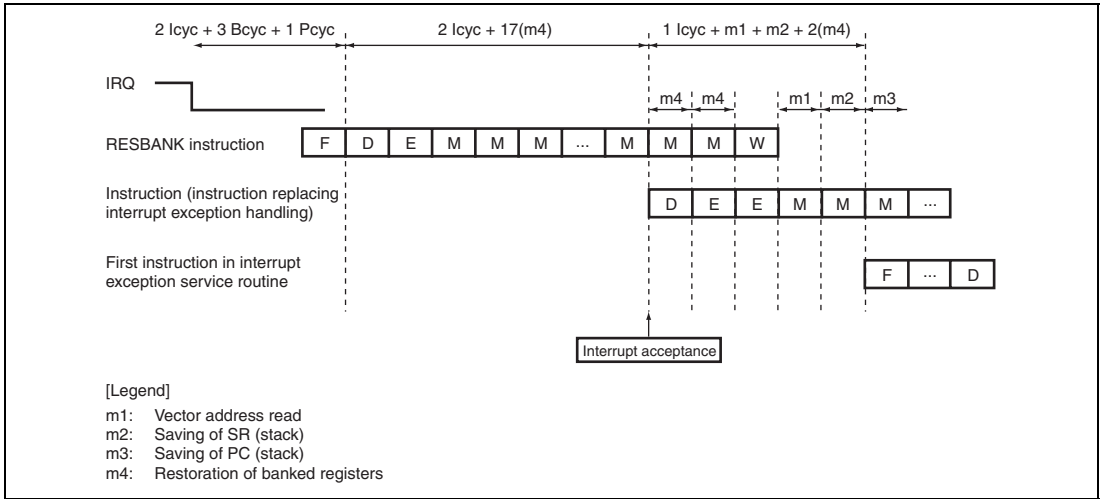 2 Icyc + 3 Bcyc + 1 Pcyc 2 Icyc + 17(m4) 1 Icyc + m1 + m2 + 2(m4)
IRQ
m4 m4 m1 m2 m3
RESBANK instruction F D E M M M ... M M M W
Instruction (instruction replacing
interrupt exception handling) D E E M M M ...
First instruction in interrupt
exception service routine F ... D
Interrupt acceptance
[Legend]
m1: Vector address read
m2: Saving of SR (stack)
m3: Saving of PC (stack)
m4: Restoration of banked registers